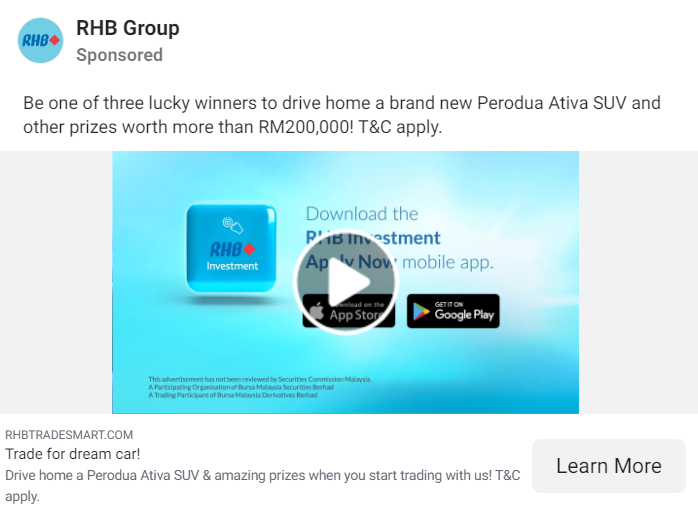 RHB
RHB Group
Sponsored
Be one of three lucky winners to drive home a brand new Perodua Ativa SUV and
other prizes worth more than RM200,000! T&C apply.
RHB
Investment
Download the
RHB Investment
Apply Now mobile app.
Download on the
App Store
GET IT ON
Google Play
This advertisement has not been reviewed by Securities Commission Malaysia.
A Participating Organisation of Bursa Malaysia Securities Berhad
A Trading Participant of Bursa Malaysia Derivatives Berhad
RHBTRADESMART.COM
Trade for dream car!
Drive home a Perodua Ativa SUV & amazing prizes when you start trading with us! T&C
apply.
Learn More